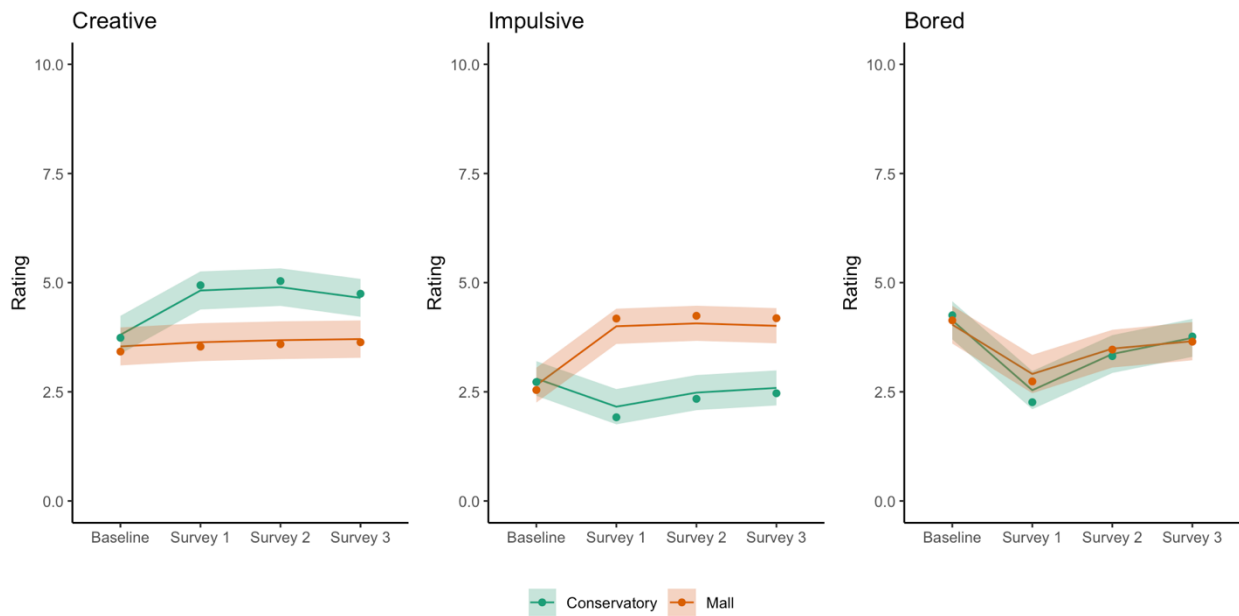 Creative
Impulsive
Bored
10.0
7.5
5.0
2.5
0.0
Rating
Baseline
Survey 1
Survey 2
Survey 3
10.0
7.5
5.0
2.5
0.0
Rating
Baseline
Survey 1
Survey 2
Survey 3
10.0
7.5
5.0
2.5
0.0
Rating
Baseline
Survey 1
Survey 2
Survey 3
Conservatory
Mall